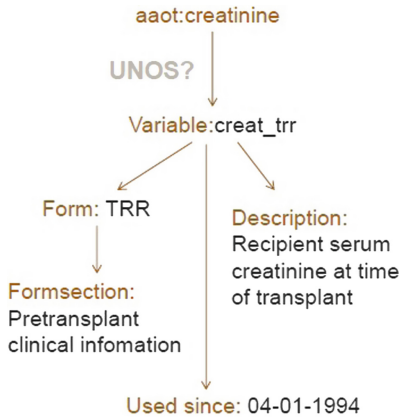 aaot:creatinine
UNOS?
Variable:creat_trr
Form: TRR
Description:
Recipient serum
creatinine at time
of transplant
Formsection:
Pretransplant
clinical infomation
Used since: 04-01-1994